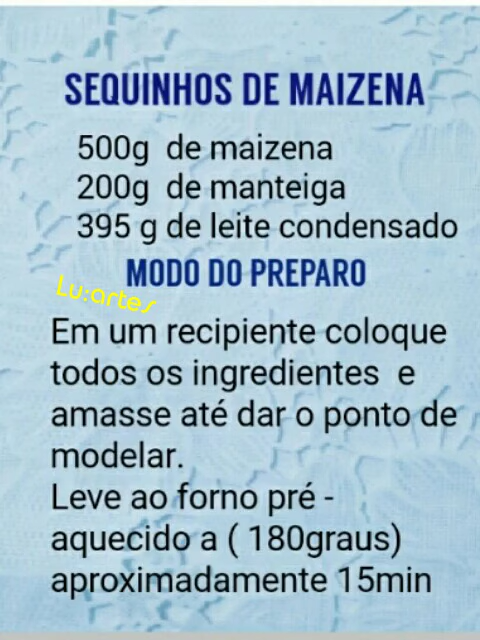 SEQUINHOS DE MAIZENA
500g de maizena
200g de manteiga
395 g de leite condensado
MODO DO PREPARO
Lu:artes
Em um recipiente coloque
todos os ingredientes e
amasse até dar o ponto de
modelar.
Leve ao forno pré -
aquecido a ( 180graus)
aproximadamente 15min